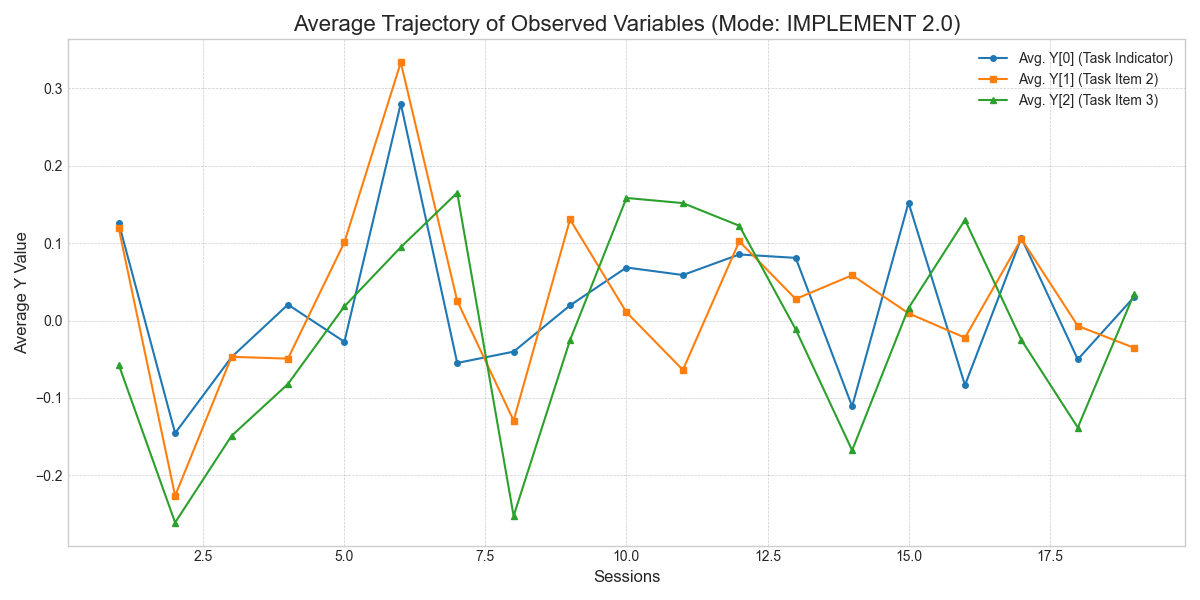 Average Trajectory of Observed Variables (Mode: IMPLEMENT 2.0)
Avg. Y[0] (Task Indicator)
Avg. Y[1] (Task Item 2)
Avg. Y[2] (Task Item 3)
Average Y Value
0.3
0.2
0.1
0.0
−0.1
−0.2
2.5 5.0 7.5 10.0 12.5 15.0 17.5
Sessions